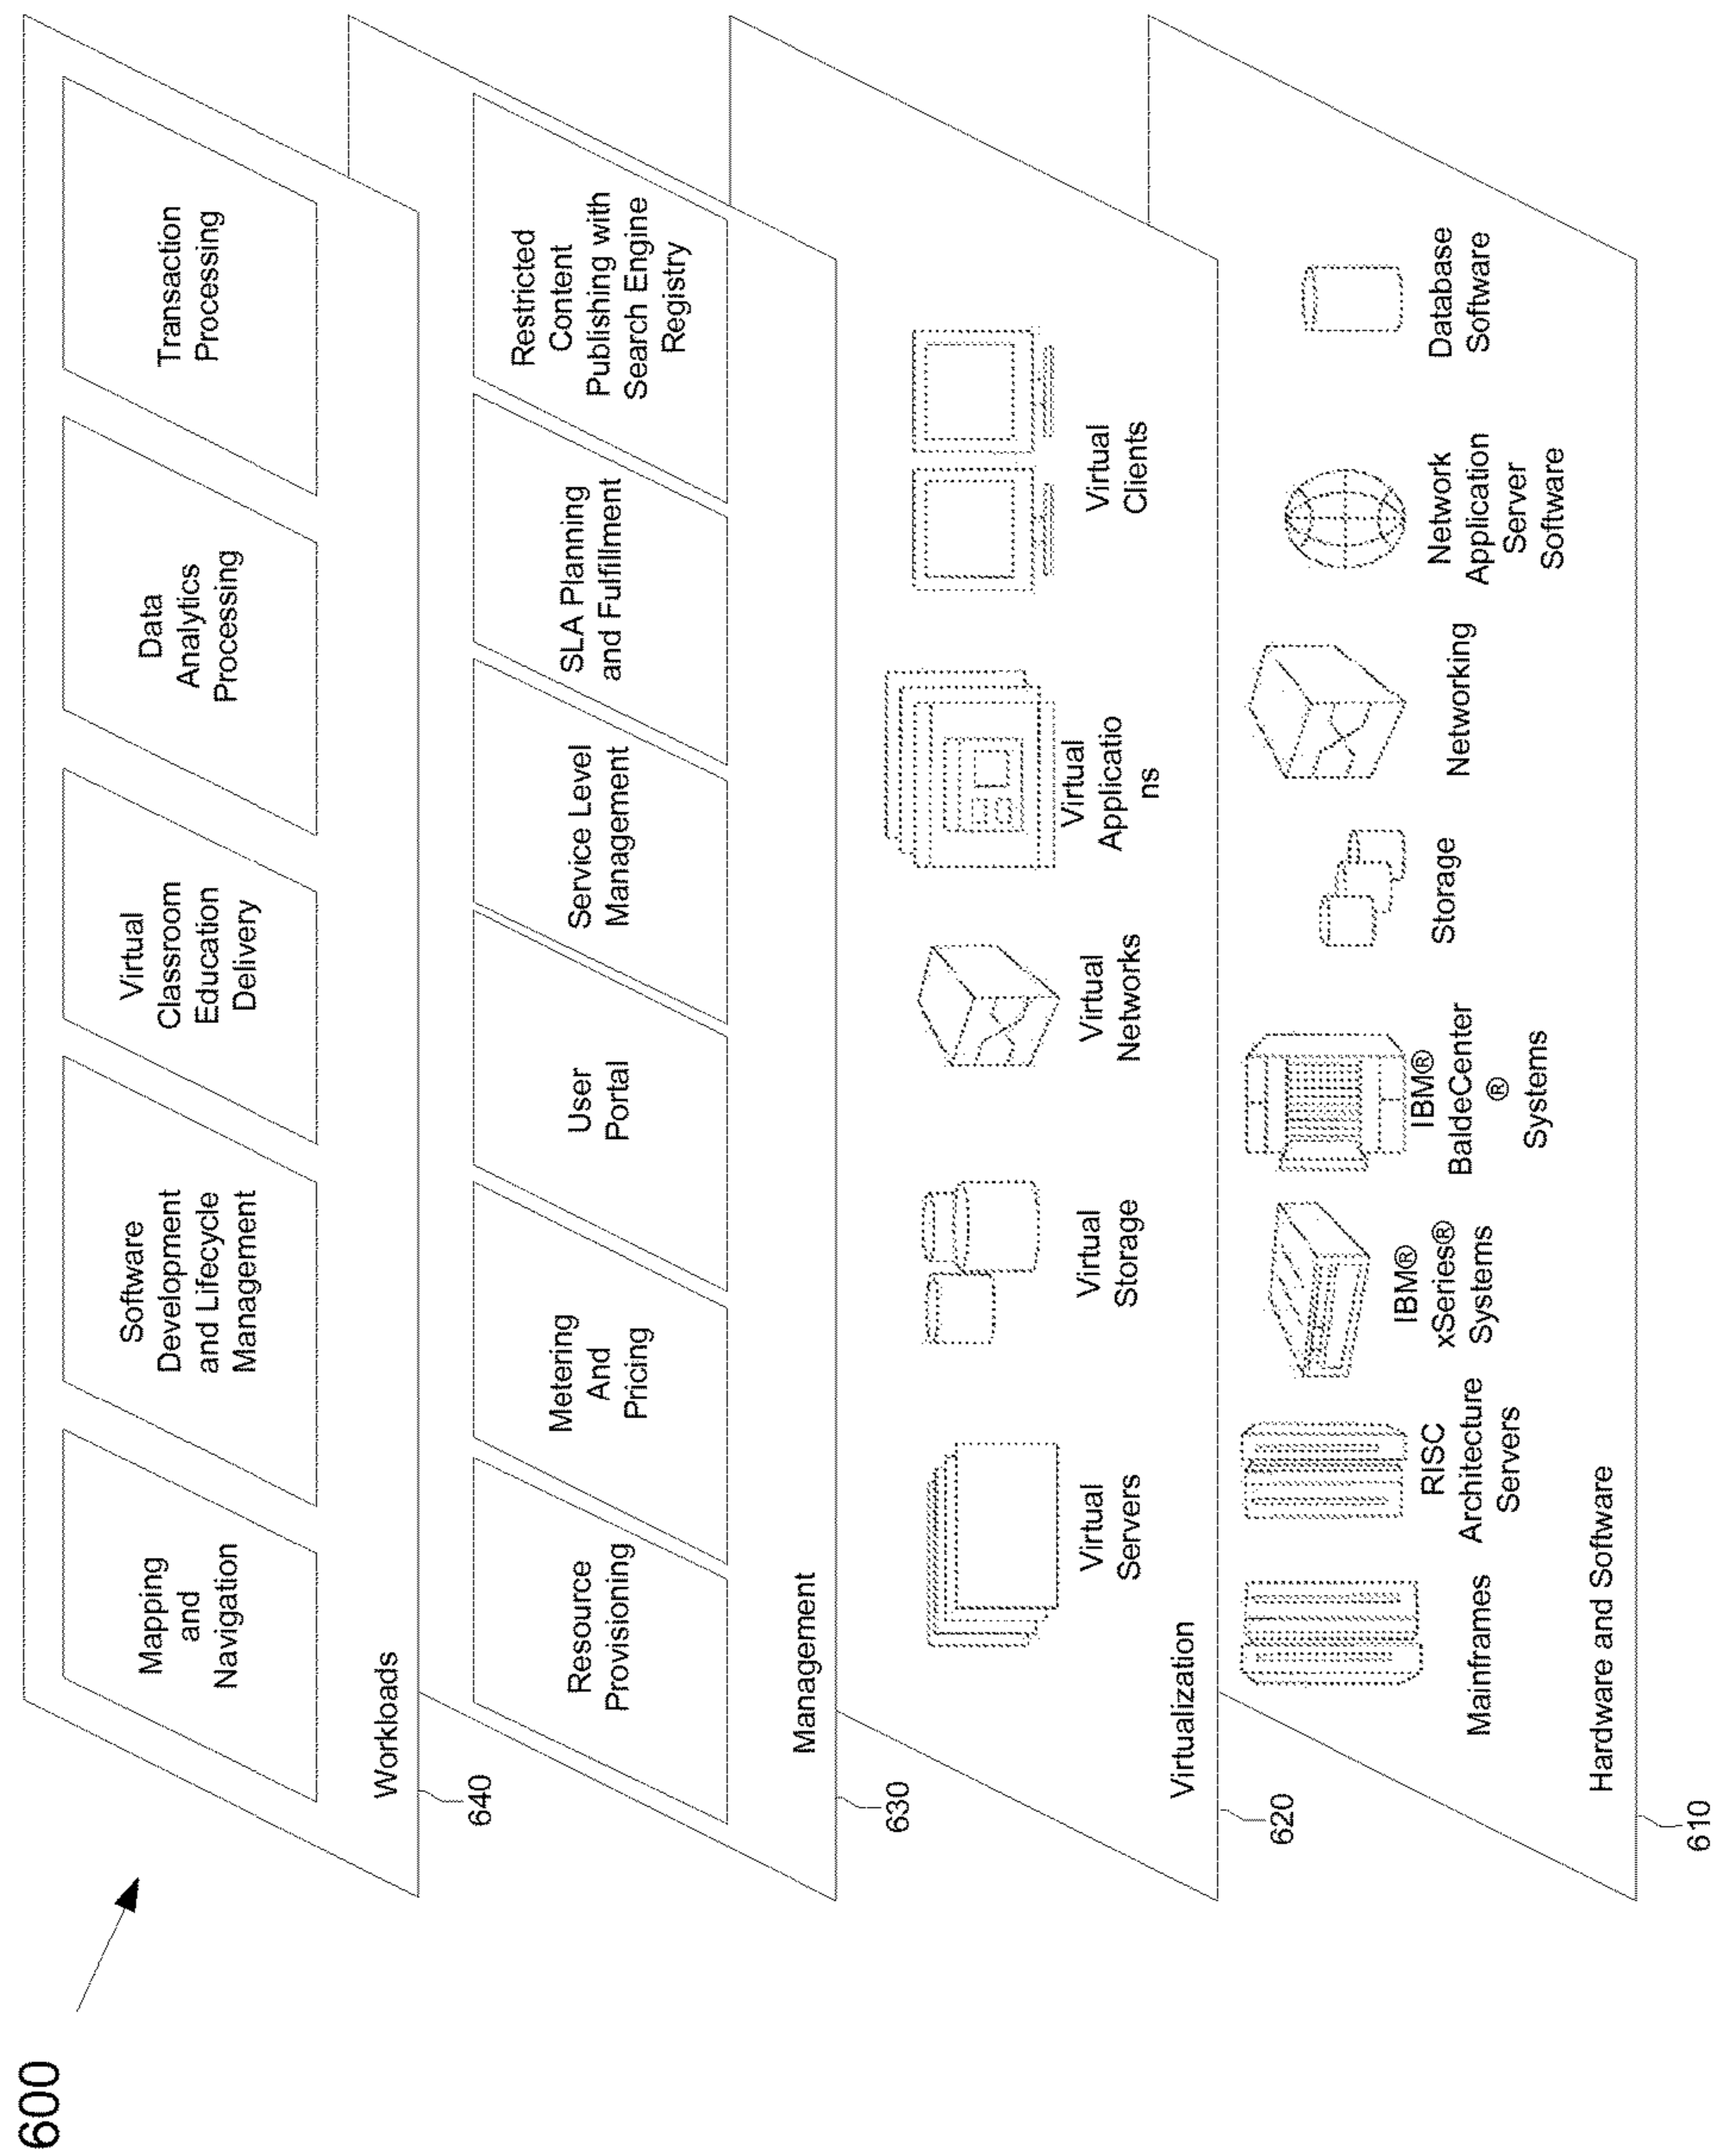 600
Mapping
and
Navigation
Software
Development
and Lifecycle
Management
Virtual
Classroom
Education
Delivery
Data
Analytics
Processing
Transaction
Processing
Workloads
640
Resource
Provisioning
Metering
And
Pricing
User
Portal
Service Level
Management
SLA Planning
and Fulfillment
Restricted
Content
Publishing with
Search Engine
Registry
Management
630
Virtual
Servers
Virtual
Storage
Virtual
Networks
Virtual
Applicatio
ns
Virtual
Clients
Virtualization
620
Mainframes
RISC
Architecture
Servers
IBM®
xSeries®
Systems
IBM®
BaldeCenter
®
Systems
Storage
Networking
Network
Application
Server
Software
Database
Software
Hardware and Software
610